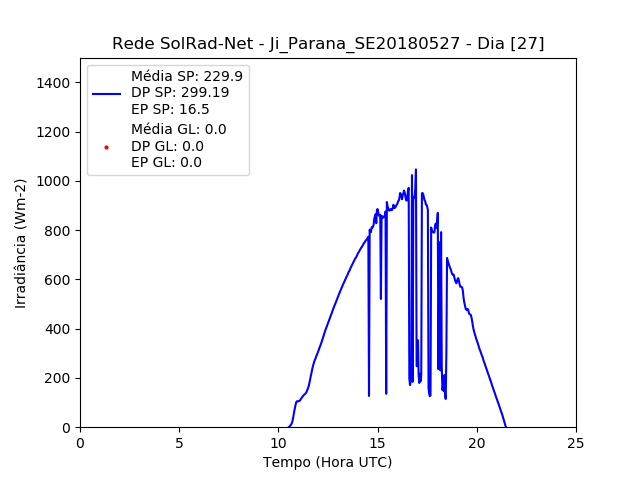 Rede SolRad-Net - Ji_Parana_SE20180527 - Dia [27]
Média SP: 229.9
DP SP: 299.19
EP SP: 16.5
Média GL: 0.0
DP GL: 0.0
EP GL: 0.0
Irradiância (Wm-2)
1400
1200
1000
800
600
400
200
0
0 5 10 15 20 25
Tempo (Hora UTC)